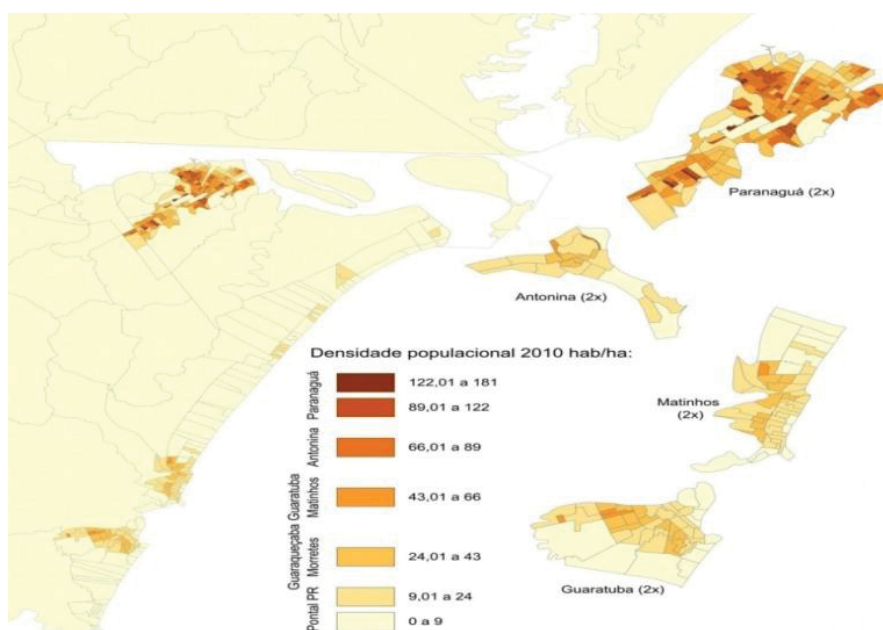 Paranaguá (2x)
Antonina (2x)
Matinhos
(2x)
Guaratuba (2x)
Densidade populacional 2010 hab/ha:
Paranaguá
122,01 a 181
89,01 a 122
Antonina
66,01 a 89
Guaratuba
Matinhos
43,01 a 66
Guaraqueçaba
Morretes
24,01 a 43
Pontal PR
9,01 a 24
0 a 9